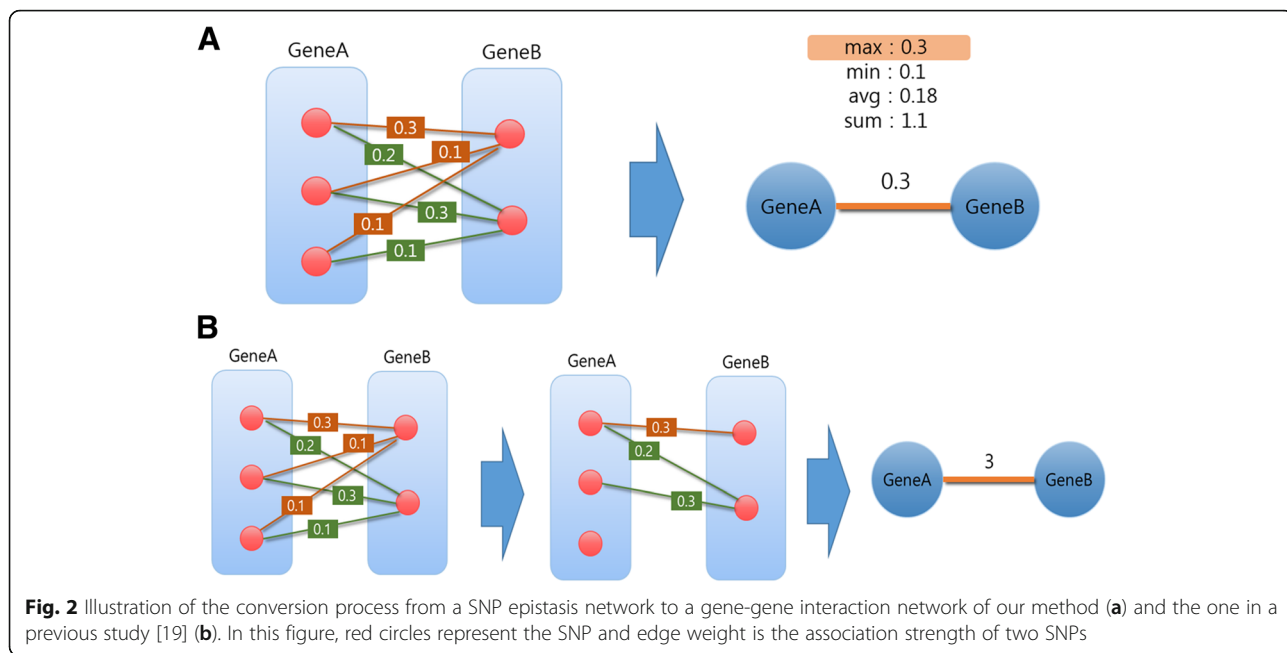 A
GeneA
GeneB
0.3
0.2
0.1
0.3
0.1
0.1
max : 0.3
min : 0.1
avg : 0.18
sum : 1.1
0.3
GeneA
GeneB
B
GeneA
GeneB
0.3
0.1
0.2
0.3
0.1
0.1
GeneA
GeneB
0.3
0.2
0.3
3
GeneA
GeneB
Fig. 2 Illustration of the conversion process from a SNP epistasis network to a gene-gene interaction network of our method (a) and the one in a
previous study [19] (b). In this figure, red circles represent the SNP and edge weight is the association strength of two SNPs